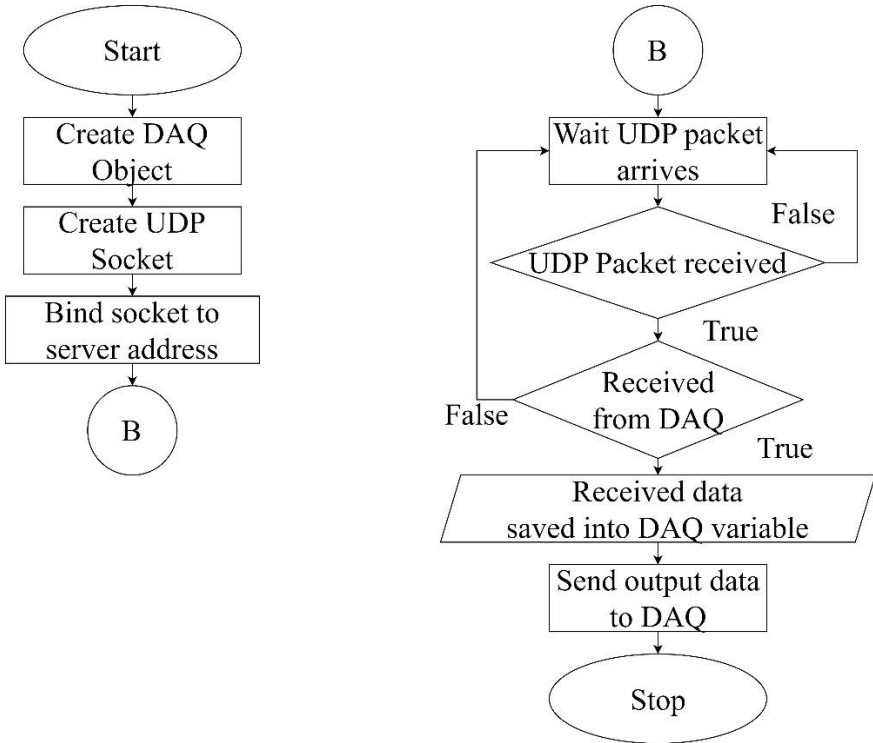 Start
Create DAQ
Object
Create UDP
Socket
Bind socket to
server address
B
B
Wait UDP packet
arrives
False
UDP Packet received
True
Received
from DAQ
False
True
Received data
saved into DAQ variable
Send output data
to DAQ
Stop